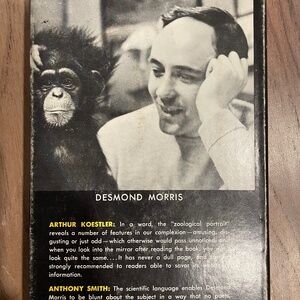 DESMOND MORRIS
ARTHUR KOESTLER: In a word, the "zoological portrait"
reveals a number of features in our complexion—amusing, dis-
gusting or just odd—which otherwise would pass unnoticed
when you look into the mirror after reading the book, you
look quite the same. . . . It has never a dull page, and
strongly recommended to readers able to
information.
ANTHONY SMITH: The scientific language enables Desmond
Morris to be blunt about the subject in a way that no